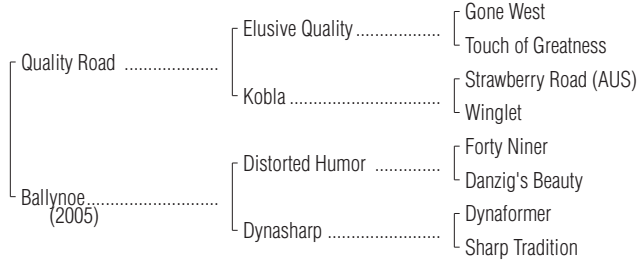 Gone West
Elusive Quality ..................
Touch of Greatness
Quality Road ....................
Strawberry Road (AUS)
Kobla ................................
Winglet
Forty Niner
Distorted Humor ..............
Danzig's Beauty
Ballynoe............................
(2005)
Dynaformer
Dynasharp ........................
Sharp Tradition